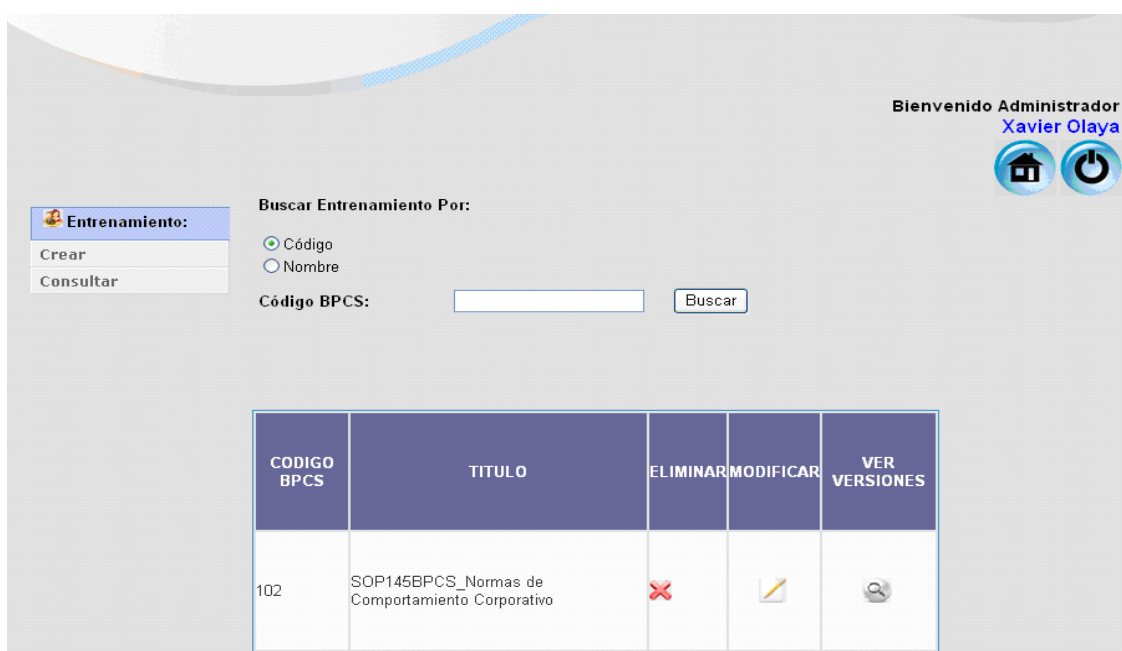 Bienvenido Administrador
Xavier Olaya
Entrenamiento:
Crear
Consultar
Buscar Entrenamiento Por:
Código
Nombre
Código BPCS:
Buscar
CODIGO
BPCS
TITULO
ELIMINAR
MODIFICAR
VER
VERSIONES
102
SOP145BPCS_Normas de
Comportamiento Corporativo